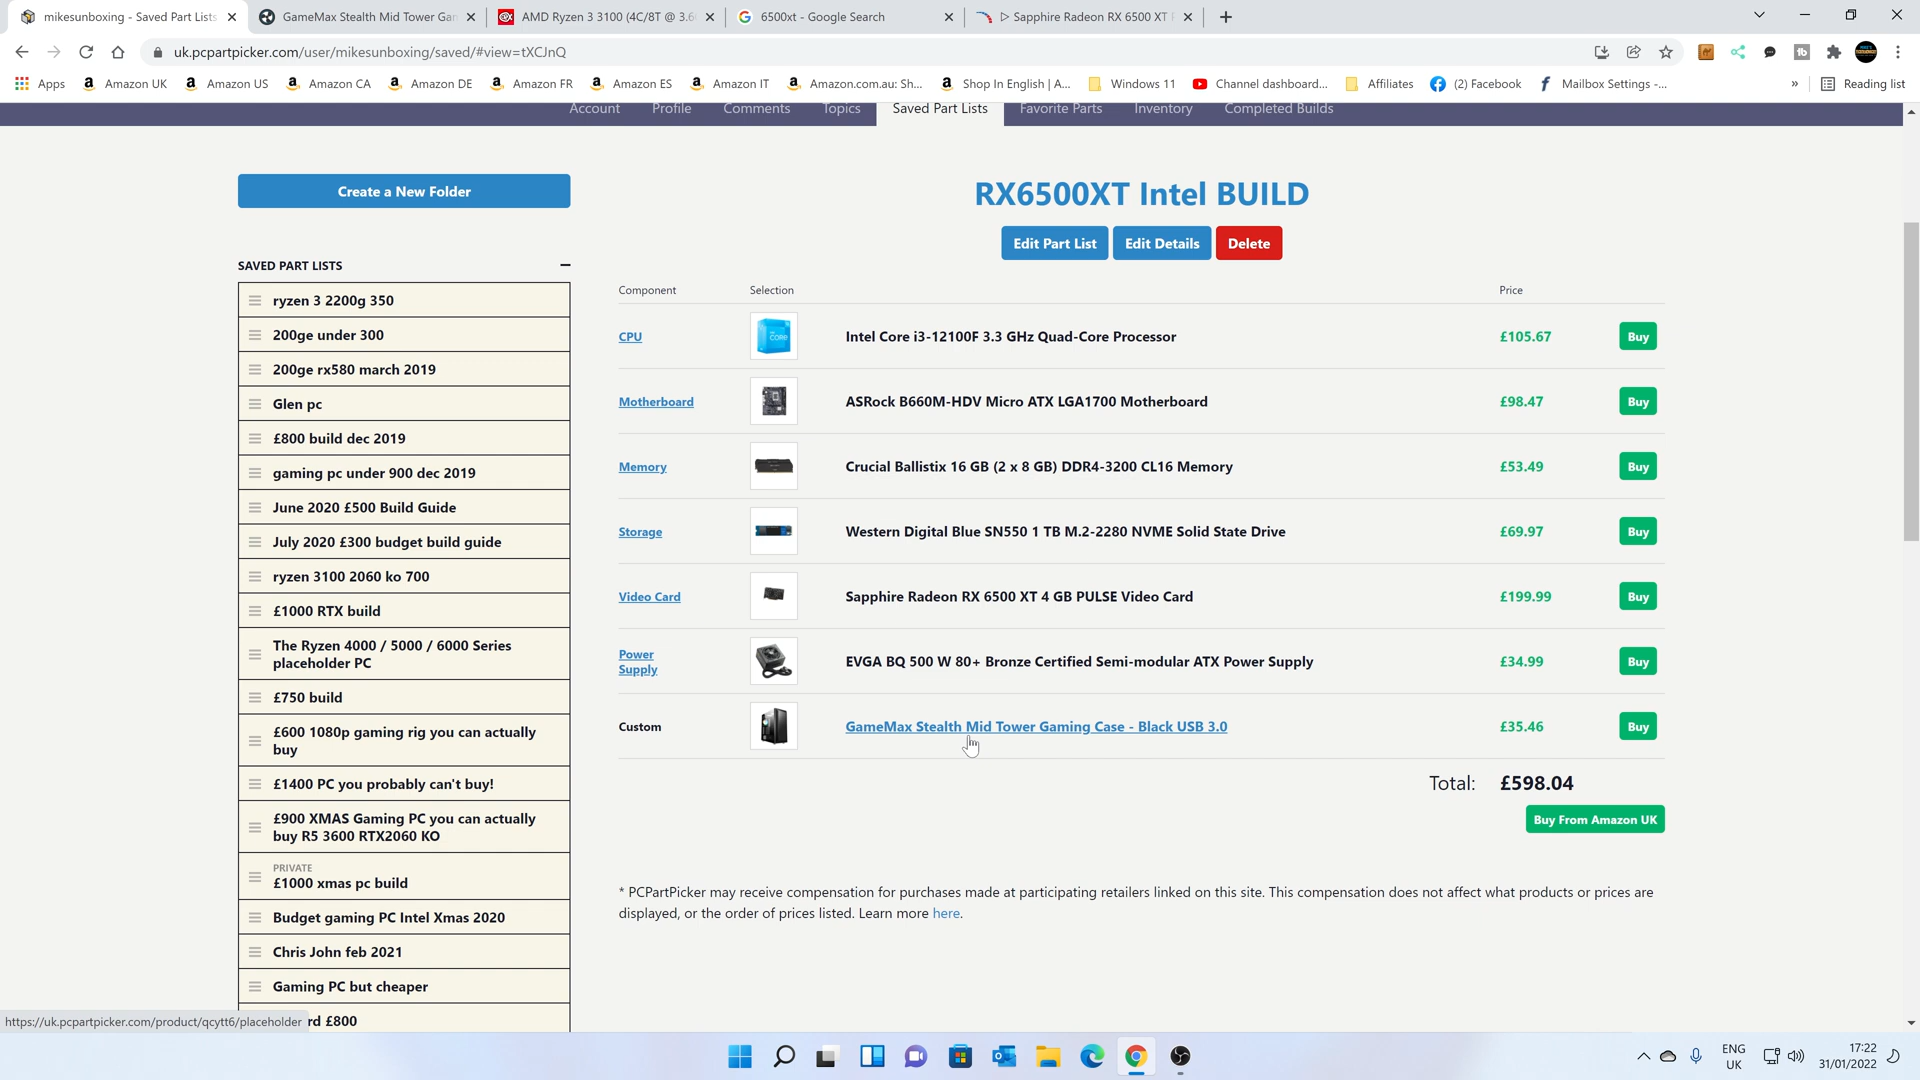 mikesunboxing - Saved Part Lists
GameMax Stealth Mid Tower Gam
AMD Ryzen 3 3100 (4C/8T @ 3.6
6500xt - Google Search
▷ Sapphire Radeon RX 6500 XT
uk.pcpartpicker.com/user/mikesunboxing/saved/#view=tXCJnQ
Apps
Amazon UK
Amazon US
Amazon CA
Amazon DE
Amazon FR
Amazon ES
Amazon IT
Amazon.com.au: Sh...
Shop In English | A...
Windows 11
Channel dashboard...
Affiliates
(2) Facebook
Mailbox Settings -...
»
Reading list
Account
Profile
Comments
Topics
Saved Part Lists
Favorite Parts
Inventory
Completed Builds
Create a New Folder
SAVED PART LISTS
ryzen 3 2200g 350
200ge under 300
200ge rx580 march 2019
Glen pc
£800 build dec 2019
gaming pc under 900 dec 2019
June 2020 £500 Build Guide
July 2020 £300 budget build guide
ryzen 3100 2060 ko 700
£1000 RTX build
The Ryzen 4000 / 5000 / 6000 Series
placeholder PC
£750 build
£600 1080p gaming rig you can actually
buy
£1400 PC you probably can't buy!
£900 XMAS Gaming PC you can actually
buy R5 3600 RTX2060 KO
PRIVATE
£1000 xmas pc build
Budget gaming PC Intel Xmas 2020
Chris John feb 2021
Gaming PC but cheaper
rd £800
RX6500XT Intel BUILD
Edit Part List
Edit Details
Delete
Component
Selection
Price
CPU
Intel Core i3-12100F 3.3 GHz Quad-Core Processor
£105.67
Buy
Motherboard
ASRock B660M-HDV Micro ATX LGA1700 Motherboard
£98.47
Buy
Memory
Crucial Ballistix 16 GB (2 x 8 GB) DDR4-3200 CL16 Memory
£53.49
Buy
Storage
Western Digital Blue SN550 1 TB M.2-2280 NVME Solid State Drive
£69.97
Buy
Video Card
Sapphire Radeon RX 6500 XT 4 GB PULSE Video Card
£199.99
Buy
Power
Supply
EVGA BQ 500 W 80+ Bronze Certified Semi-modular ATX Power Supply
£34.99
Buy
Custom
GameMax Stealth Mid Tower Gaming Case - Black USB 3.0
£35.46
Buy
Total: £598.04
Buy From Amazon UK
* PCPartPicker may receive compensation for purchases made at participating retailers linked on this site. This compensation does not affect what products or prices are
displayed, or the order of prices listed. Learn more here.
https://uk.pcpartpicker.com/product/qcytt6/placeholder
ENG
UK
17:22
31/01/2022